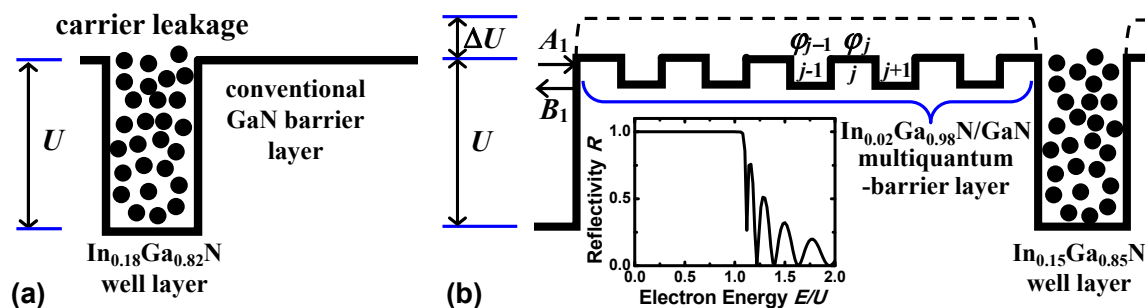 carrier leakage
U
conventional
GaN barrier
layer
In0.18Ga0.82N
well layer
(a)
(b)
ΔU
U
A1
B1
φj-1 φj
j-1 j j+1
In0.02Ga0.98N/GaN
multiquantum
-barrier layer
Reflectivity R
1.0
0.5
0.0
0.0 0.5 1.0 1.5 2.0
Electron Energy E/U
In0.15Ga0.85N
well layer